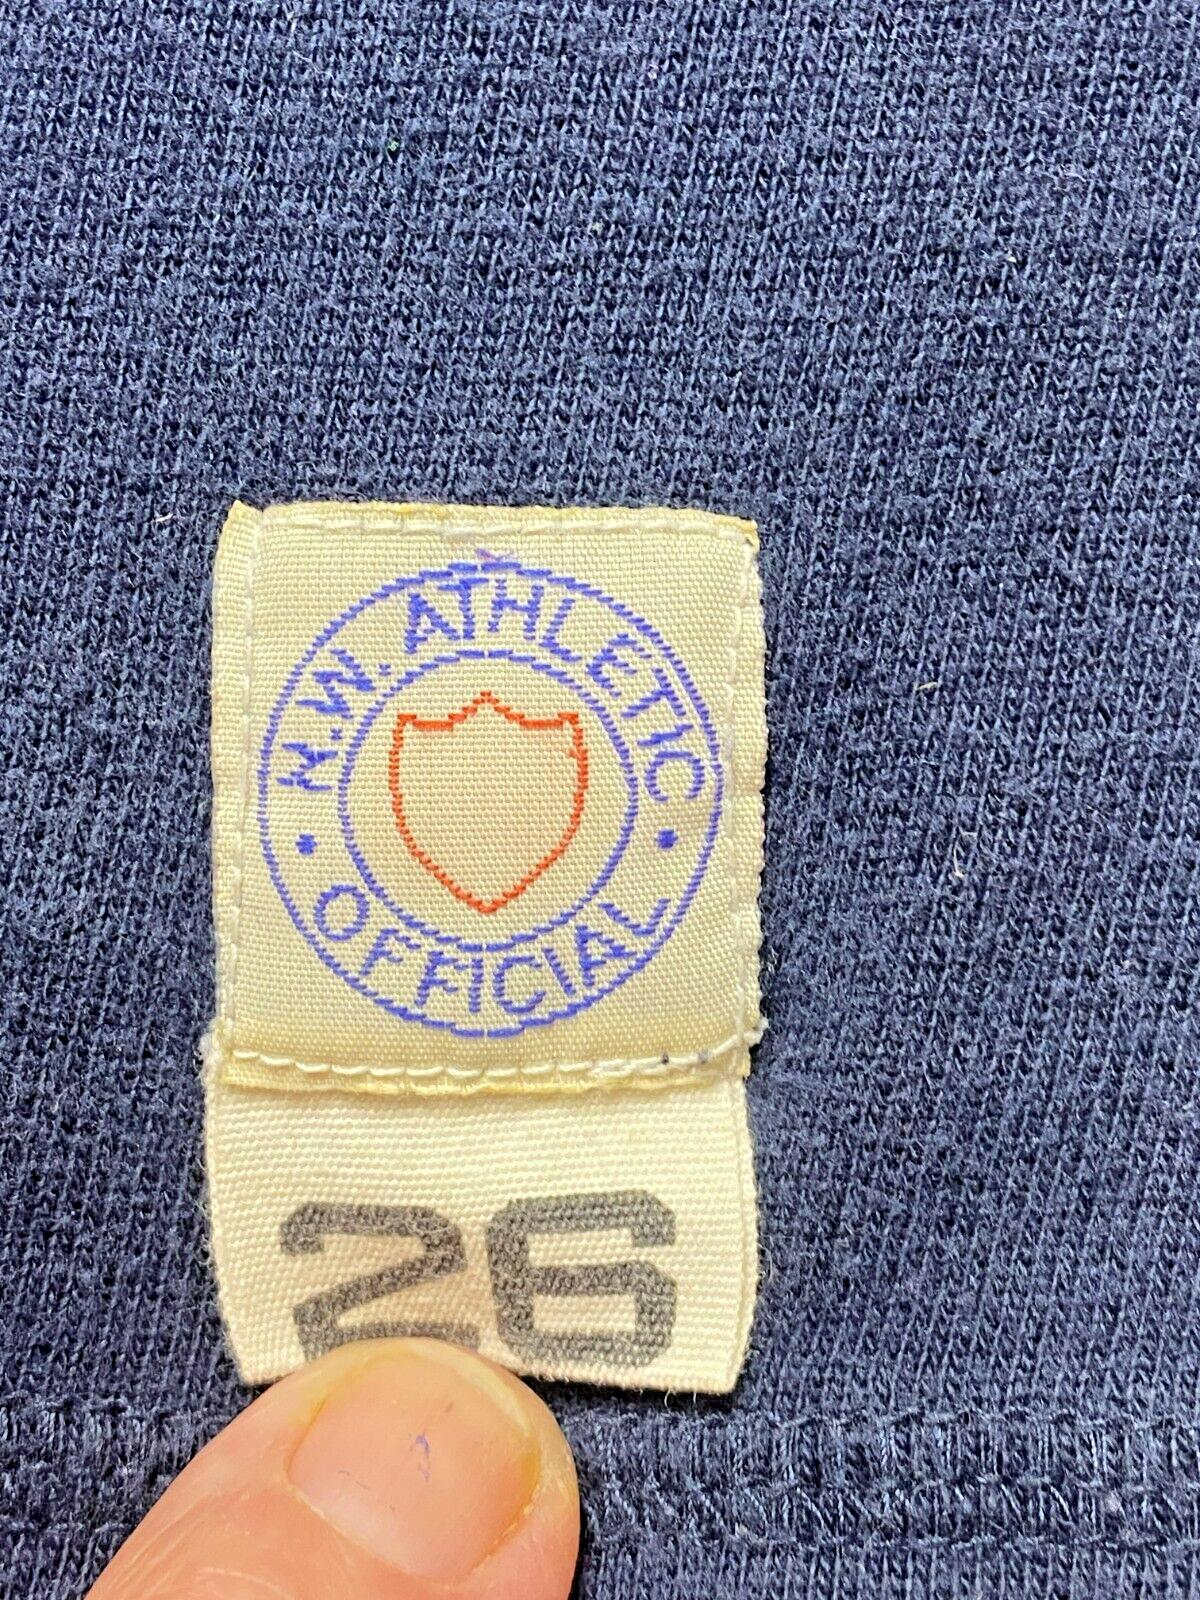 N.W. ATHLETIC
• OFFICIAL •
26